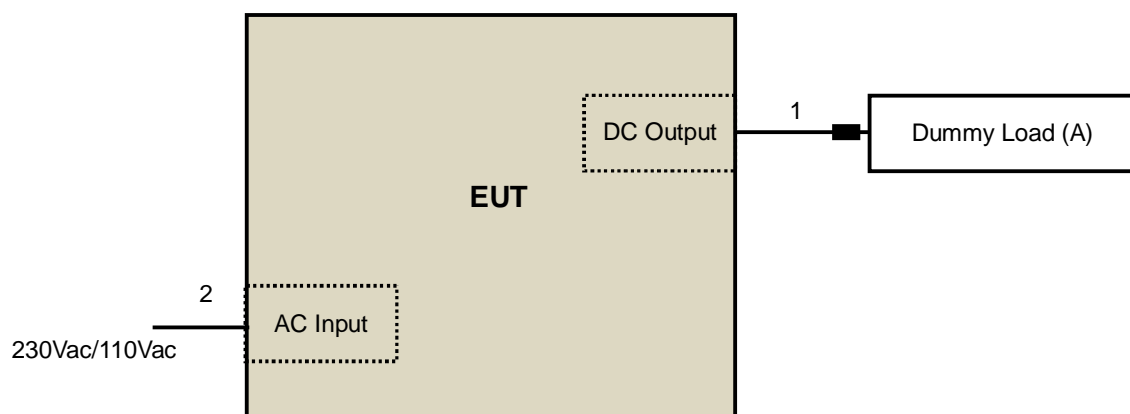 1
DC Output
Dummy Load (A)
EUT
2
AC Input
230Vac/110Vac